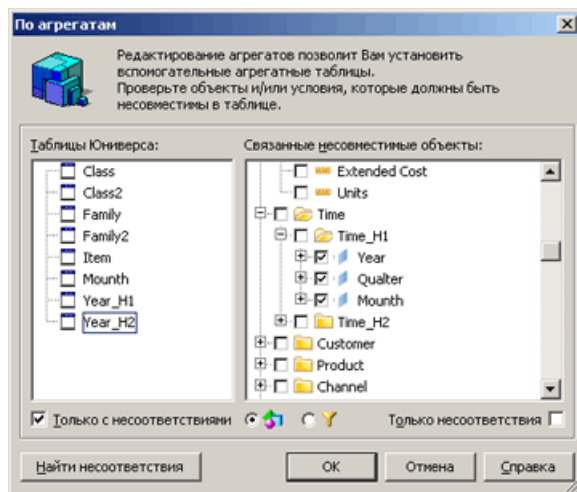 По агрегатам
Редактирование агрегатов позволит Вам установить
вспомогательные агрегатные таблицы.
Проверьте объекты и/или условия, которые должны быть
несовместимы в таблице.
Таблицы Юниверса:
Class
Class2
Family
Family2
Item
Mounth
Year_H1
Year_H2
Связанные несовместимые объекты:
Extended Cost
Units
Time
Time_H1
Year
Qualter
Mounth
Time_H2
Customer
Product
Channel
Только с несоответствиями
Только несоответствия
Найти несоответствия
ОК
Отмена
Справка